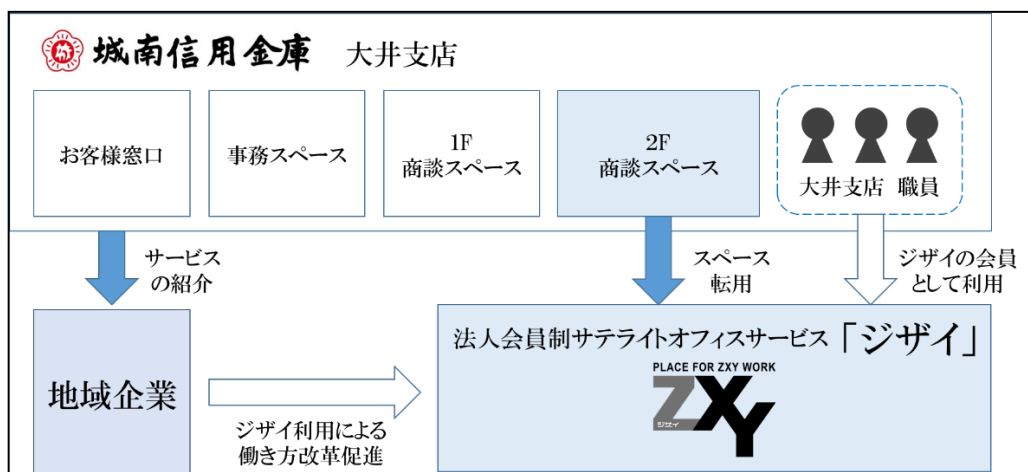 城南信用金庫 大井支店
お客様窓口
事務スペース
1F
商談スペース
2F
商談スペース
大井支店 職員
サービス
の紹介
スペース
転用
ジザイの会員
として利用
地域企業
ジザイ利用による
働き方改革促進
法人会員制サテライトオフィスサービス「ジザイ」
PLACE FOR ZXY WORK
ZXY
ジザイ